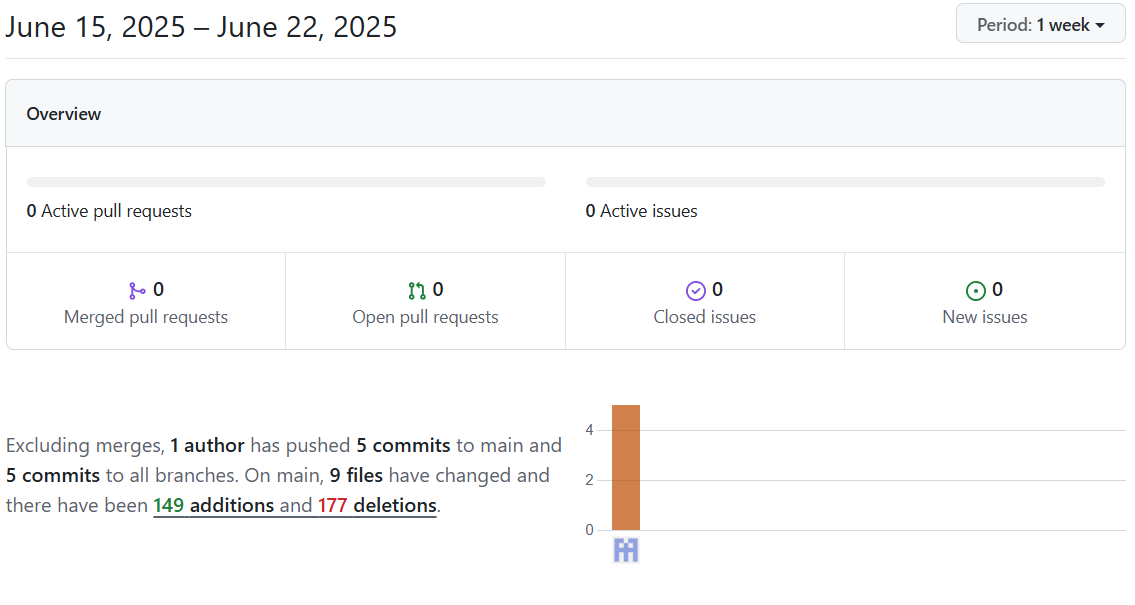 June 15, 2025 – June 22, 2025
Period: 1 week
Overview
0 Active pull requests
0 Active issues
0
Merged pull requests
0
Open pull requests
0
Closed issues
0
New issues
Excluding merges, 1 author has pushed 5 commits to main and
5 commits to all branches. On main, 9 files have changed and
there have been 149 additions and 177 deletions.
4
2
0